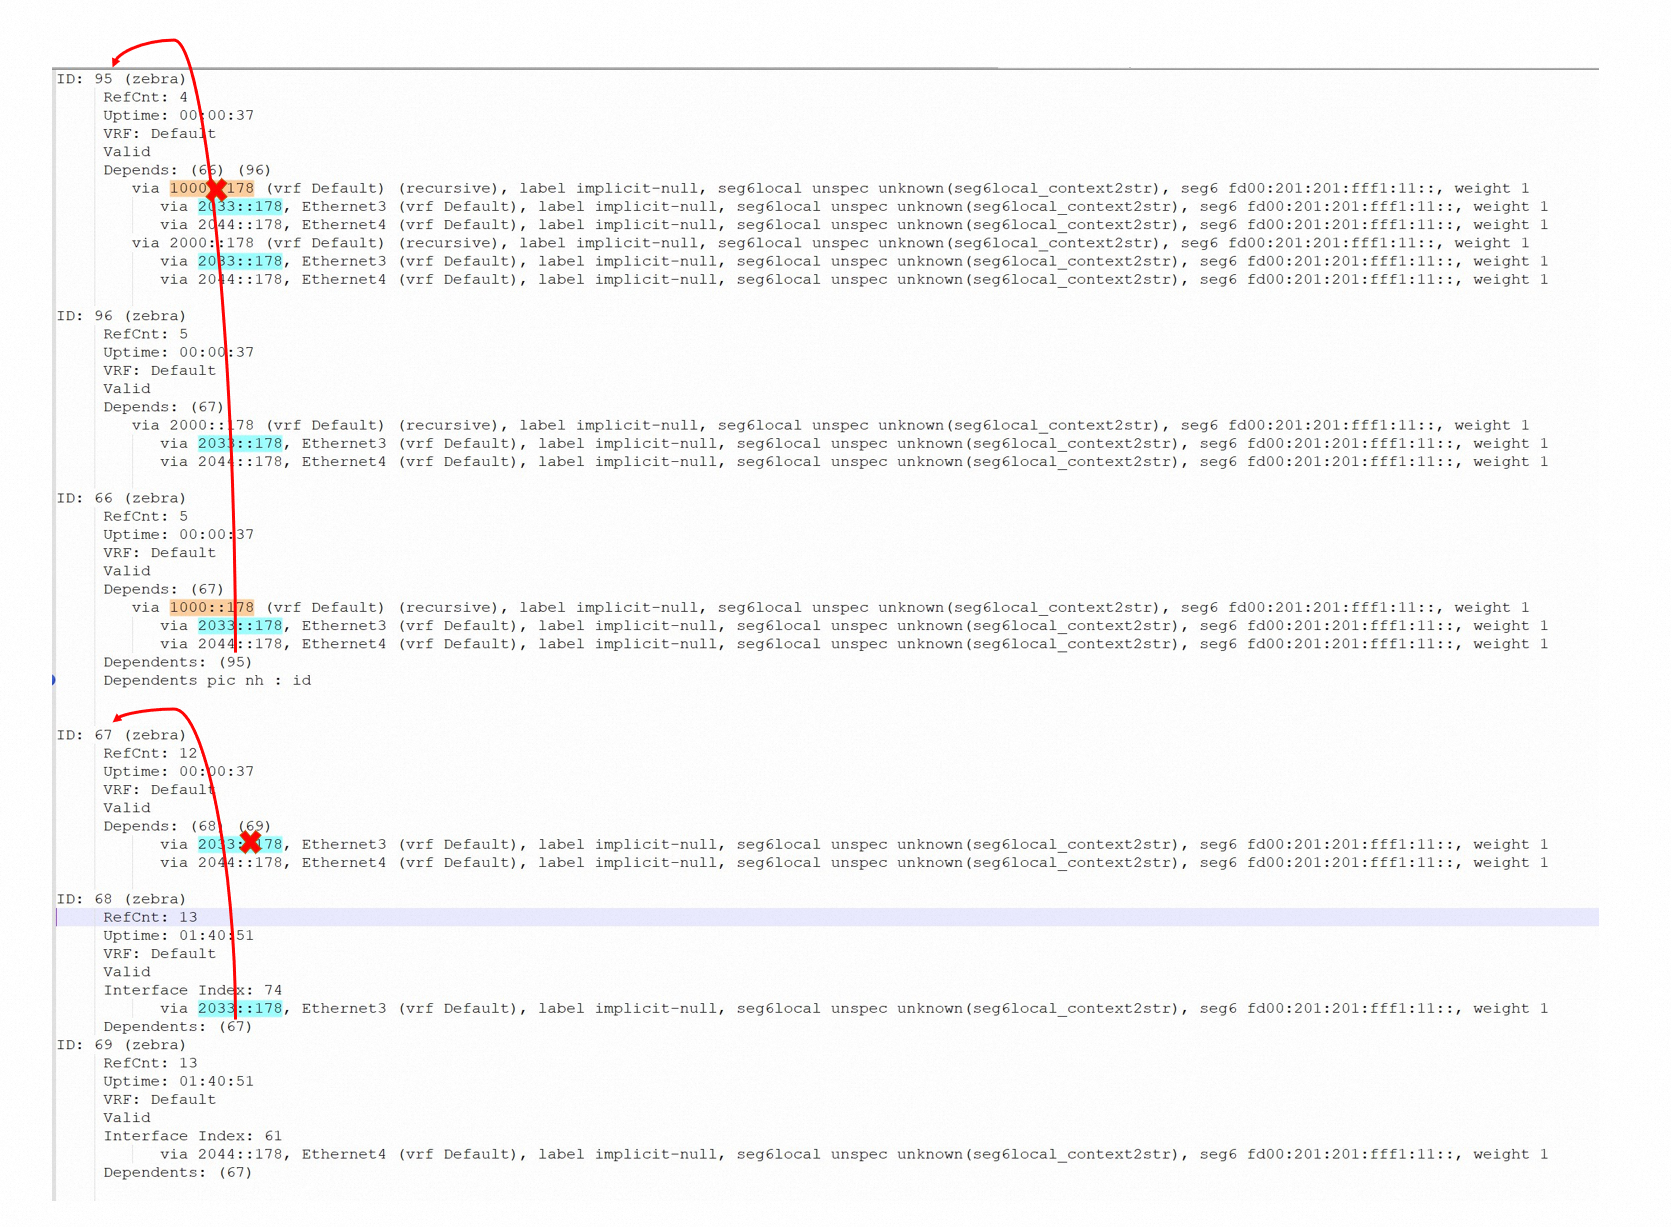 ID: 95 (zebra)
RefCnt: 4
Uptime: 00:00:37
VRF: Default
Valid
Depends: (66) (96)
via 1000::178 (vrf Default) (recursive), label implicit-null, seg6local unspec unknown(seg6local_context2str), seg6 fd00:201:201:fff1:11::, weight 1
via 2033::178, Ethernet3 (vrf Default), label implicit-null, seg6local unspec unknown(seg6local_context2str), seg6 fd00:201:201:fff1:11::, weight 1
via 2044::178, Ethernet4 (vrf Default), label implicit-null, seg6local unspec unknown(seg6local_context2str), seg6 fd00:201:201:fff1:11::, weight 1
via 2000::178 (vrf Default) (recursive), label implicit-null, seg6local unspec unknown(seg6local_context2str), seg6 fd00:201:201:fff1:11::, weight 1
via 2033::178, Ethernet3 (vrf Default), label implicit-null, seg6local unspec unknown(seg6local_context2str), seg6 fd00:201:201:fff1:11::, weight 1
via 2044::178, Ethernet4 (vrf Default), label implicit-null, seg6local unspec unknown(seg6local_context2str), seg6 fd00:201:201:fff1:11::, weight 1
ID: 96 (zebra)
RefCnt: 5
Uptime: 00:00:37
VRF: Default
Valid
Depends: (67)
via 2000::178 (vrf Default) (recursive), label implicit-null, seg6local unspec unknown(seg6local_context2str), seg6 fd00:201:201:fff1:11::, weight 1
via 2033::178, Ethernet3 (vrf Default), label implicit-null, seg6local unspec unknown(seg6local_context2str), seg6 fd00:201:201:fff1:11::, weight 1
via 2044::178, Ethernet4 (vrf Default), label implicit-null, seg6local unspec unknown(seg6local_context2str), seg6 fd00:201:201:fff1:11::, weight 1
ID: 66 (zebra)
RefCnt: 5
Uptime: 00:00:37
VRF: Default
Valid
Depends: (67)
via 1000::178 (vrf Default) (recursive), label implicit-null, seg6local unspec unknown(seg6local_context2str), seg6 fd00:201:201:fff1:11::, weight 1
via 2033::178, Ethernet3 (vrf Default), label implicit-null, seg6local unspec unknown(seg6local_context2str), seg6 fd00:201:201:fff1:11::, weight 1
via 2044::178, Ethernet4 (vrf Default), label implicit-null, seg6local unspec unknown(seg6local_context2str), seg6 fd00:201:201:fff1:11::, weight 1
Dependents: (95)
Dependents pic nh : id
ID: 67 (zebra)
RefCnt: 12
Uptime: 00:00:37
VRF: Default
Valid
Depends: (68) (69)
via 2033::178, Ethernet3 (vrf Default), label implicit-null, seg6local unspec unknown(seg6local_context2str), seg6 fd00:201:201:fff1:11::, weight 1
via 2044::178, Ethernet4 (vrf Default), label implicit-null, seg6local unspec unknown(seg6local_context2str), seg6 fd00:201:201:fff1:11::, weight 1
ID: 68 (zebra)
RefCnt: 13
Uptime: 01:40:51
VRF: Default
Valid
Interface Index: 74
via 2033::178, Ethernet3 (vrf Default), label implicit-null, seg6local unspec unknown(seg6local_context2str), seg6 fd00:201:201:fff1:11::, weight 1
Dependents: (67)
ID: 69 (zebra)
RefCnt: 13
Uptime: 01:40:51
VRF: Default
Valid
Interface Index: 61
via 2044::178, Ethernet4 (vrf Default), label implicit-null, seg6local unspec unknown(seg6local_context2str), seg6 fd00:201:201:fff1:11::, weight 1
Dependents: (67)